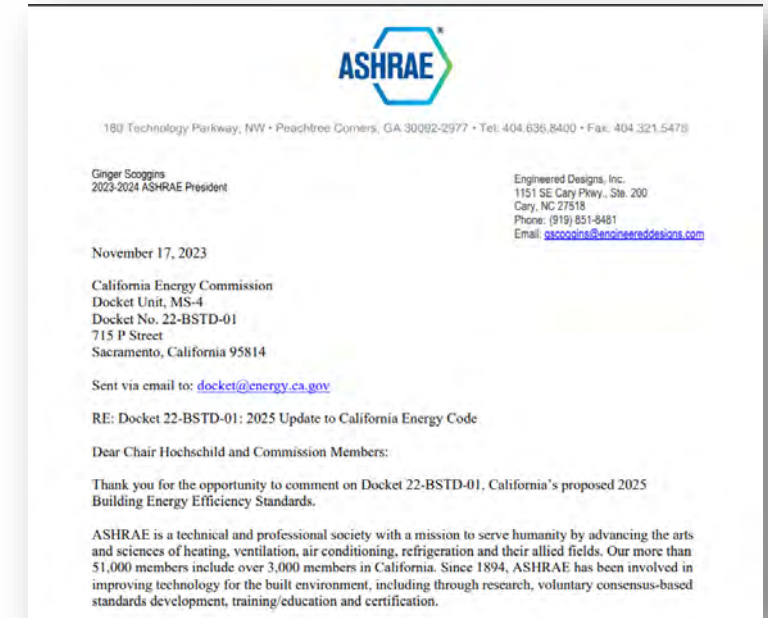 ASHRAE
180 Technology Parkway, NW • Peachtree Corners, GA 30092-2977 • Tel: 404.636.8400 • Fax: 404.321.5478
Ginger Scoggins
2023-2024 ASHRAE President
Engineered Designs, Inc.
1151 SE Cary Pkwy., Ste. 200
Cary, NC 27518
Phone: (919) 851-8481
Email: gscoggins@engineereddesigns.com
November 17, 2023
California Energy Commission
Docket Unit, MS-4
Docket No. 22-BSTD-01
715 P Street
Sacramento, California 95814
Sent via email to: docket@energy.ca.gov
RE: Docket 22-BSTD-01: 2025 Update to California Energy Code
Dear Chair Hochschild and Commission Members:
Thank you for the opportunity to comment on Docket 22-BSTD-01, California's proposed 2025
Building Energy Efficiency Standards.
ASHRAE is a technical and professional society with a mission to serve humanity by advancing the arts
and sciences of heating, ventilation, air conditioning, refrigeration and their allied fields. Our more than
51,000 members include over 3,000 members in California. Since 1894, ASHRAE has been involved in
improving technology for the built environment, including through research, voluntary consensus-based
standards development, training/education and certification.